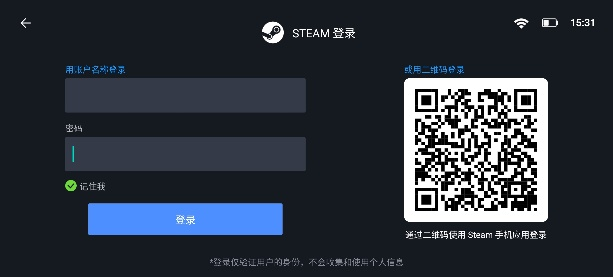 15:31
STEAM 登录
用账户名称登录
或用二维码登录
密码
记住我
登录
通过二维码使用 Steam 手机应用登录
*登录仅验证用户的身份，不会收集和使用个人信息